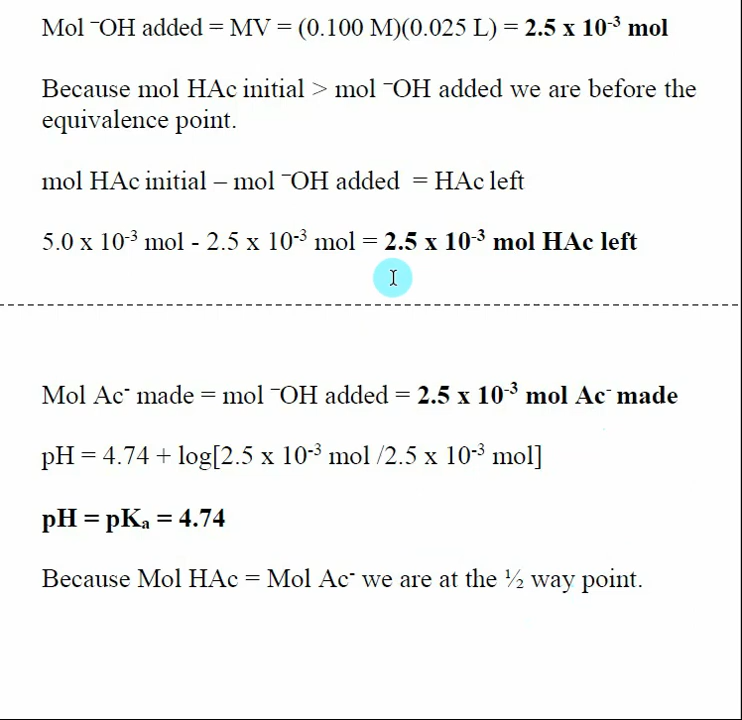 Mol ⁻OH added = MV = (0.100 M)(0.025 L) = 2.5 x 10⁻³ mol
Because mol HAc initial > mol ⁻OH added we are before the
equivalence point.
mol HAc initial – mol ⁻OH added = HAc left
5.0 x 10⁻³ mol - 2.5 x 10⁻³ mol = 2.5 x 10⁻³ mol HAc left
Mol Ac⁻ made = mol ⁻OH added = 2.5 x 10⁻³ mol Ac⁻ made
pH = 4.74 + log[2.5 x 10⁻³ mol /2.5 x 10⁻³ mol]
pH = pKₐ = 4.74
Because Mol HAc = Mol Ac⁻ we are at the ½ way point.